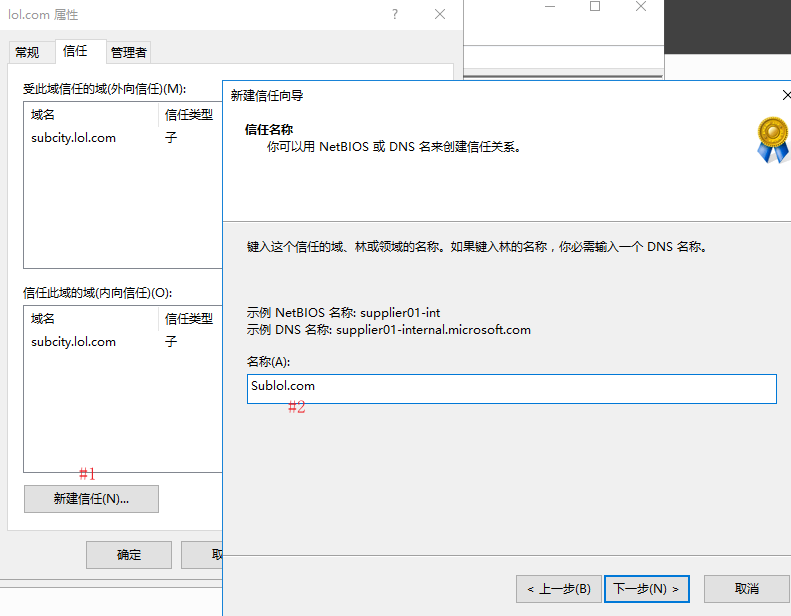 lol.com 属性
常规 信任 管理者
受此域信任的域(外向信任)(M):
域名 信任类型
subcity.lol.com 子
信任此域的域(内向信任)(O):
域名 信任类型
subcity.lol.com 子
#1
新建信任(N)...
确定
新建信任向导
信任名称
你可以用 NetBIOS 或 DNS 名来创建信任关系。
键入这个信任的域、林或领域的名称。如果键入林的名称，你必需输入一个 DNS 名称。
示例 NetBIOS 名称: supplier01-int
示例 DNS 名称: supplier01-internal.microsoft.com
名称(A):
Sublol.com
#2
< 上一步(B) 下一步(N) > 取消